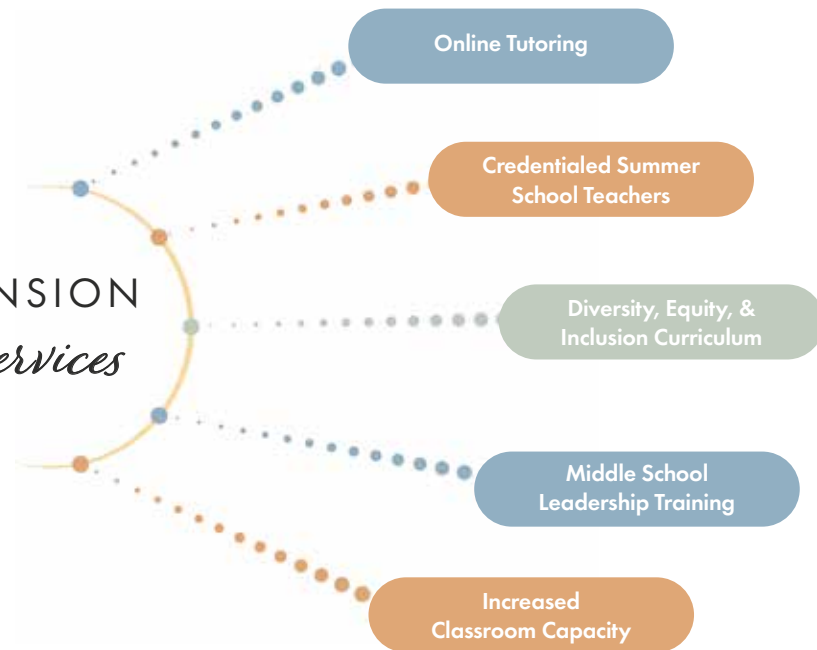 Online Tutoring
Credentialed Summer
School Teachers
NSION
ervices
Diversity, Equity, &
Inclusion Curriculum
Middle School
Leadership Training
Increased
Classroom Capacity